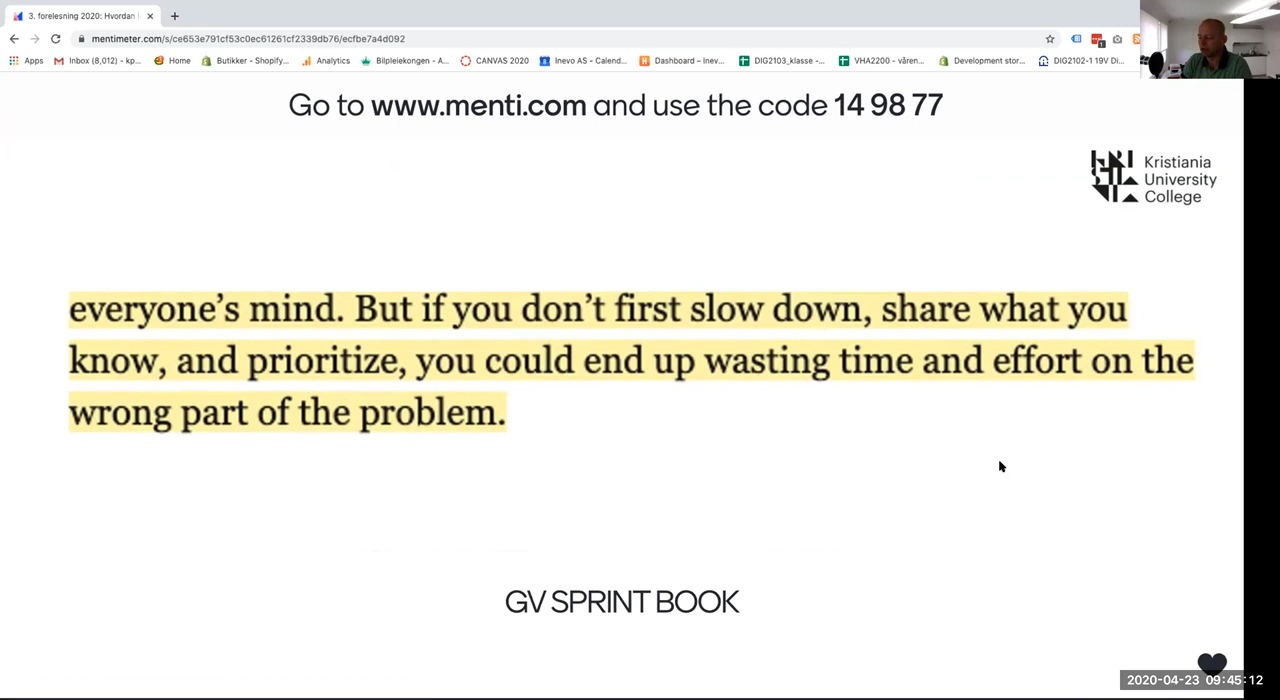 3. forelesning 2020: Hvordan
mentimeter.com/s/ce653e791cf53c0ec61261cf2339db76/ecfbe7a4d092
1
Apps Inbox (8,012) - kp... Home Butikker - Shopify... Analytics Bilpleiekongen - A... CANVAS 2020 Inevo AS - Calend... Dashboard – Inev... DIG2103_klasse -... VHA2200 - våren... Development stor... DIG2102-1 19V Di...
Go to www.menti.com and use the code 14 98 77
Kristiania
University
College
everyone’s mind. But if you don’t first slow down, share what you
know, and prioritize, you could end up wasting time and effort on the
wrong part of the problem.
GV SPRINT BOOK
2020-04-23 09:45:12